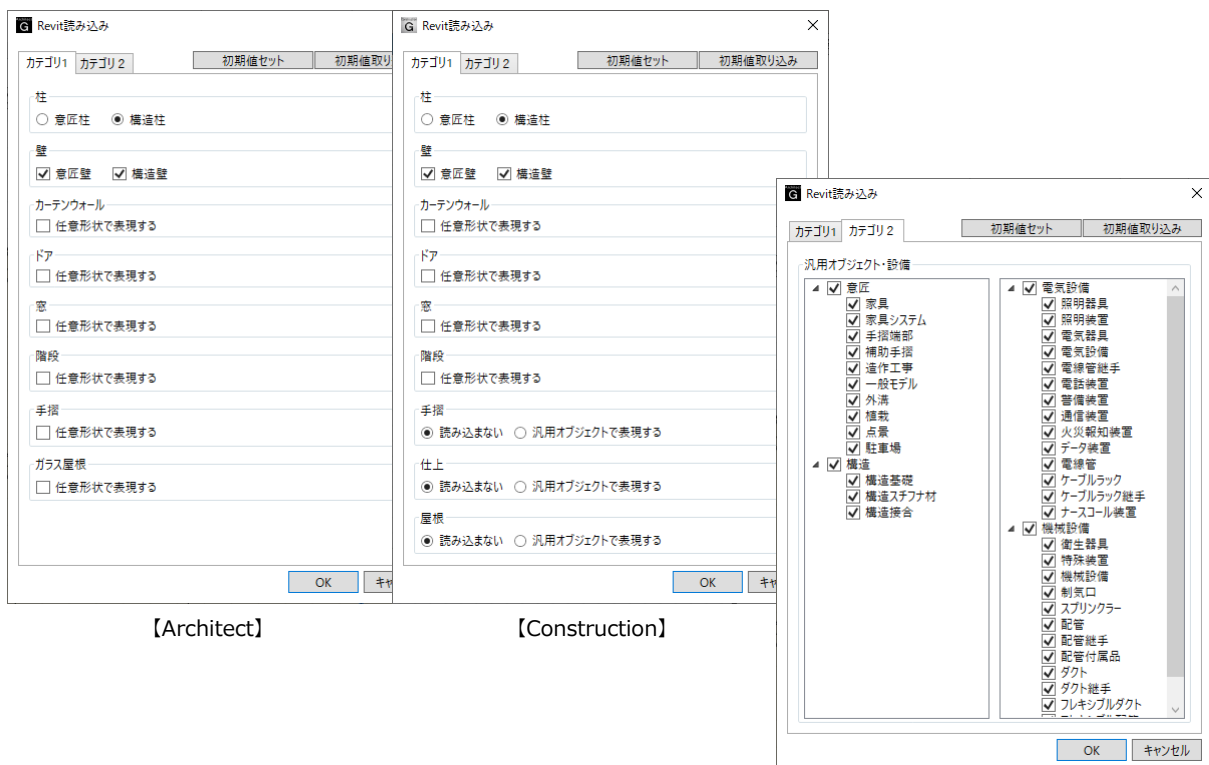 Revit読み込み
カテゴリ1 カテゴリ2 初期値セット 初期値取り
柱
意匠柱 構造柱
壁
意匠壁 構造壁
カーテンウォール
任意形状で表現する
ドア
任意形状で表現する
窓
任意形状で表現する
階段
任意形状で表現する
手摺
任意形状で表現する
ガラス屋根
任意形状で表現する
OK キャ
【Architect】
Revit読み込み
カテゴリ1 カテゴリ2 初期値セット 初期値取り込み
柱
意匠柱 構造柱
壁
意匠壁 構造壁
カーテンウォール
任意形状で表現する
ドア
任意形状で表現する
窓
任意形状で表現する
階段
任意形状で表現する
手摺
読み込まない 汎用オブジェクトで表現する
仕上
読み込まない 汎用オブジェクトで表現する
屋根
読み込まない 汎用オブジェクトで表現する
OK キャ
【Construction】
Revit読み込み
カテゴリ1 カテゴリ2 初期値セット 初期値取り込み
汎用オブジェクト・設備
意匠
家具
家具システム
手摺端部
補助手摺
造作工事
一般モデル
外溝
植栽
点景
駐車場
構造
構造基礎
構造スチフナ材
構造接合
電気設備
照明器具
照明装置
電気器具
電気設備
電線管継手
電話装置
警備装置
通信装置
火災報知装置
データ装置
電線管
ケーブルラック
ケーブルラック継手
ナースコール装置
機械設備
衛生器具
特殊装置
機械設備
制気口
スプリンクラー
配管
配管継手
配管付属品
ダクト
ダクト継手
フレキシブルダクト
OK キャンセル